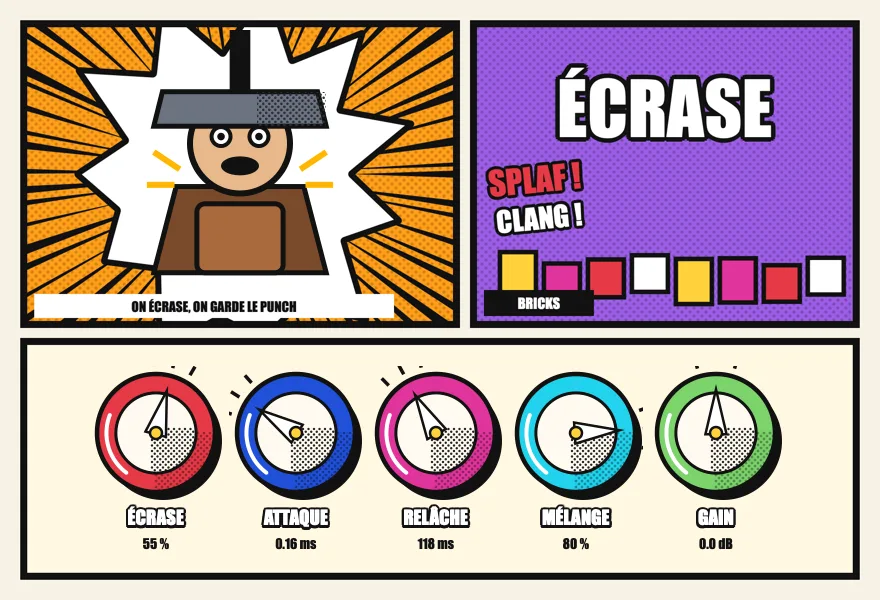 ON ÉCRASE, ON GARDE LE PUNCH
ÉCRASE
SPLAF !
CLANG !
BRICKS
ÉCRASE
ATTAQUE
RELÂCHE
MÉLANGE
GAIN
55 %
0.16 ms
118 ms
80 %
0.0 dB